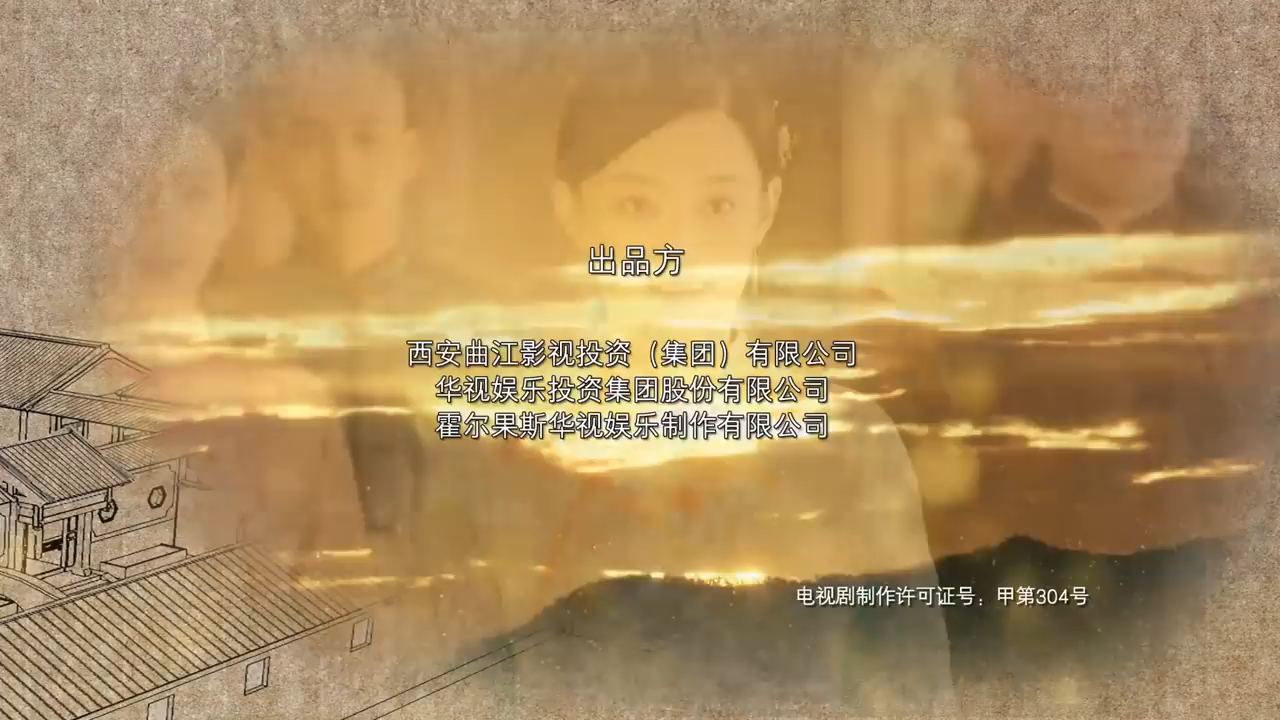 出品方
西安曲江影视投资（集团）有限公司
华视娱乐投资集团股份有限公司
霍尔果斯华视娱乐制作有限公司
电视剧制作许可证号：甲第304号